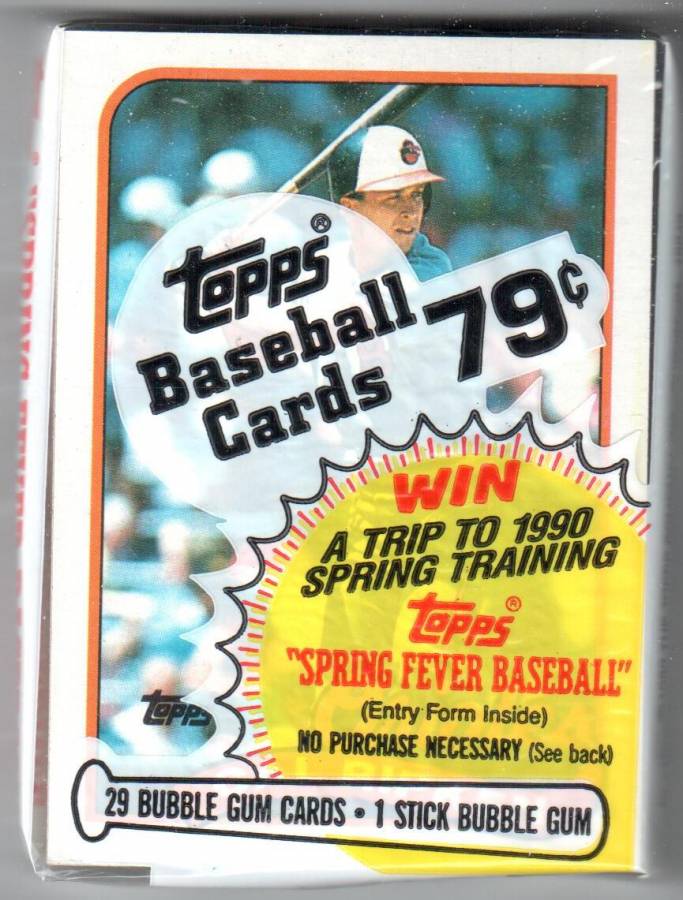 topps®
Baseball
Cards
79¢
WIN
A TRIP TO 1990
SPRING TRAINING
topps®
"SPRING FEVER BASEBALL"
(Entry Form Inside)
NO PURCHASE NECESSARY (See back)
topps
29 BUBBLE GUM CARDS • 1 STICK BUBBLE GUM